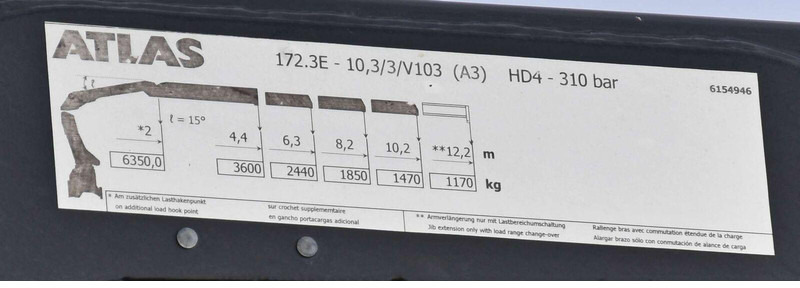 ATLAS
172.3E - 10,3/3/V103 (A3) HD4 - 310 bar
6154946
ℓ
ℓ = 15°
*2 4,4 6,3 8,2 10,2 **12,2 m
6350,0 3600 2440 1850 1470 1170 kg
* Am zusätzlichen Lasthakenpunkt
on additional load hook point
sur crochet supplementaire
en gancho portacargas adicional
** Armverlängerung nur mit Lastbereichumschaltung
Jib extension only with load range change-over
Rallenge bras avec commutation étendue de la charge
Alargar brazo sólo con conmutación de alance de carga